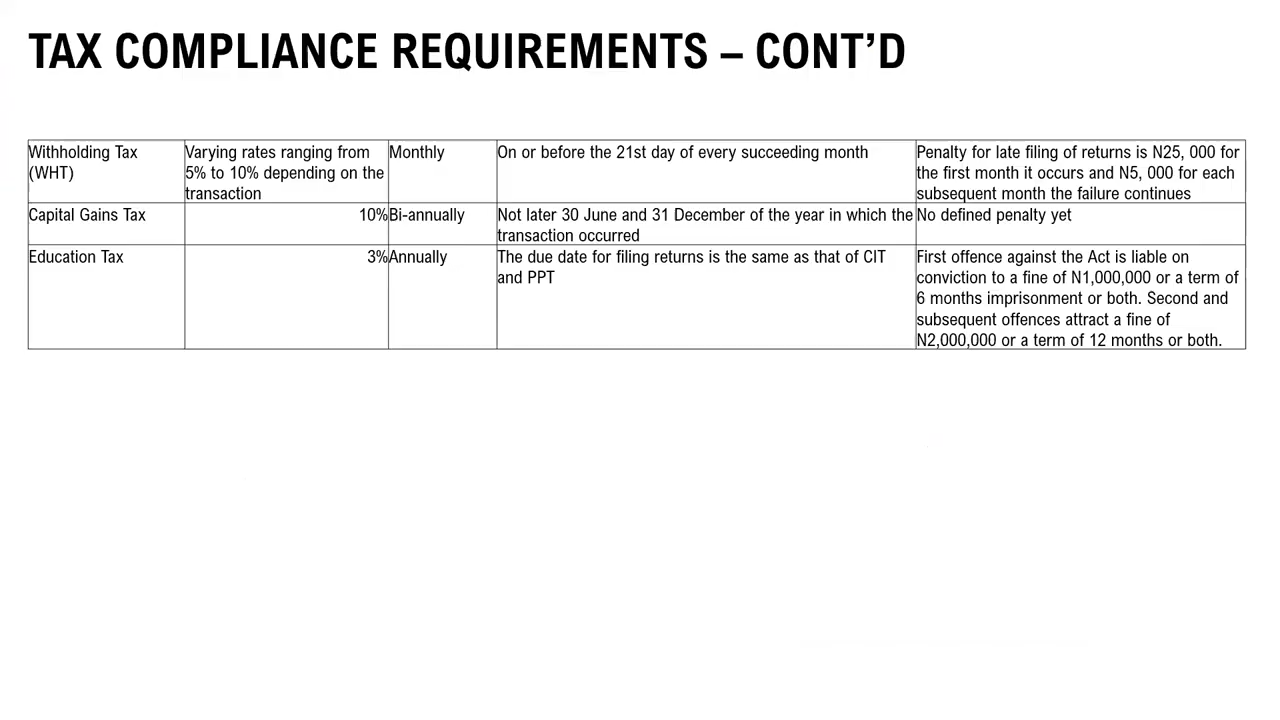 TAX COMPLIANCE REQUIREMENTS – CONT’D
Withholding Tax
(WHT)
Varying rates ranging from
5% to 10% depending on the
transaction
Monthly
On or before the 21st day of every succeeding month
Penalty for late filing of returns is N25, 000 for
the first month it occurs and N5, 000 for each
subsequent month the failure continues
Capital Gains Tax
10%
Bi-annually
Not later 30 June and 31 December of the year in which the
transaction occurred
No defined penalty yet
Education Tax
3%
Annually
The due date for filing returns is the same as that of CIT
and PPT
First offence against the Act is liable on
conviction to a fine of N1,000,000 or a term of
6 months imprisonment or both. Second and
subsequent offences attract a fine of
N2,000,000 or a term of 12 months or both.